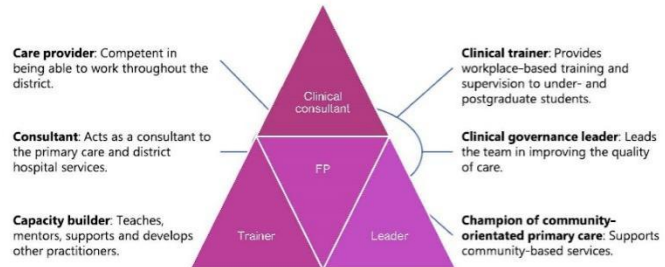 Care provider: Competent in
being able to work throughout the
district.
Consultant: Acts as a consultant to
the primary care and district
hospital services.
Capacity builder: Teaches,
mentors, supports and develops
other practitioners.
Clinical
consultant
FP
Trainer
Leader
Clinical trainer: Provides
workplace-based training and
supervision to under- and
postgraduate students.
Clinical governance leader: Leads
the team in improving the quality
of care.
Champion of community-
orientated primary care: Supports
community-based services.